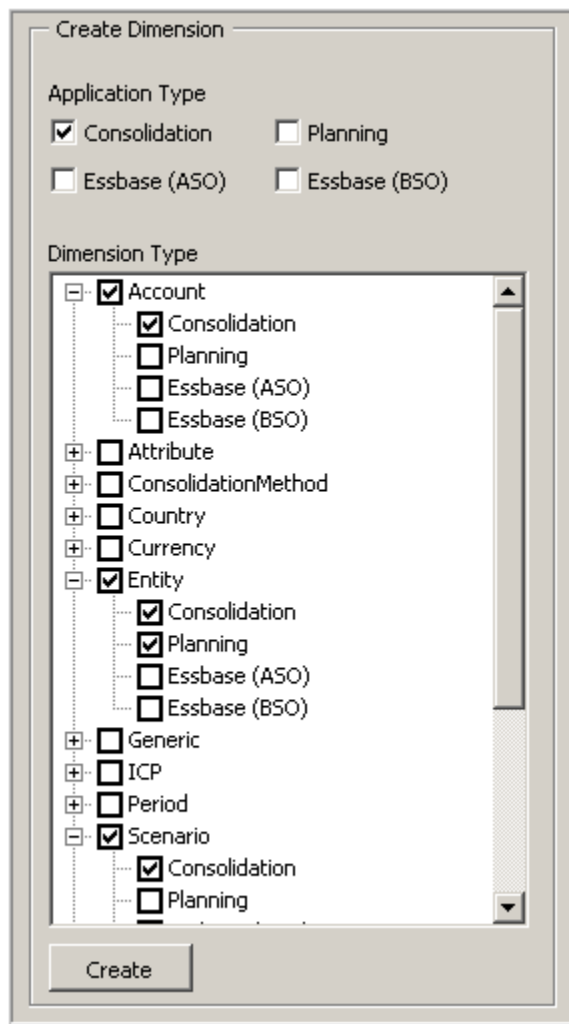 Create Dimension
Application Type
Consolidation Planning
Essbase (ASO) Essbase (BSO)
Dimension Type
Account
Consolidation
Planning
Essbase (ASO)
Essbase (BSO)
Attribute
ConsolidationMethod
Country
Currency
Entity
Consolidation
Planning
Essbase (ASO)
Essbase (BSO)
Generic
ICP
Period
Scenario
Consolidation
Planning
Create